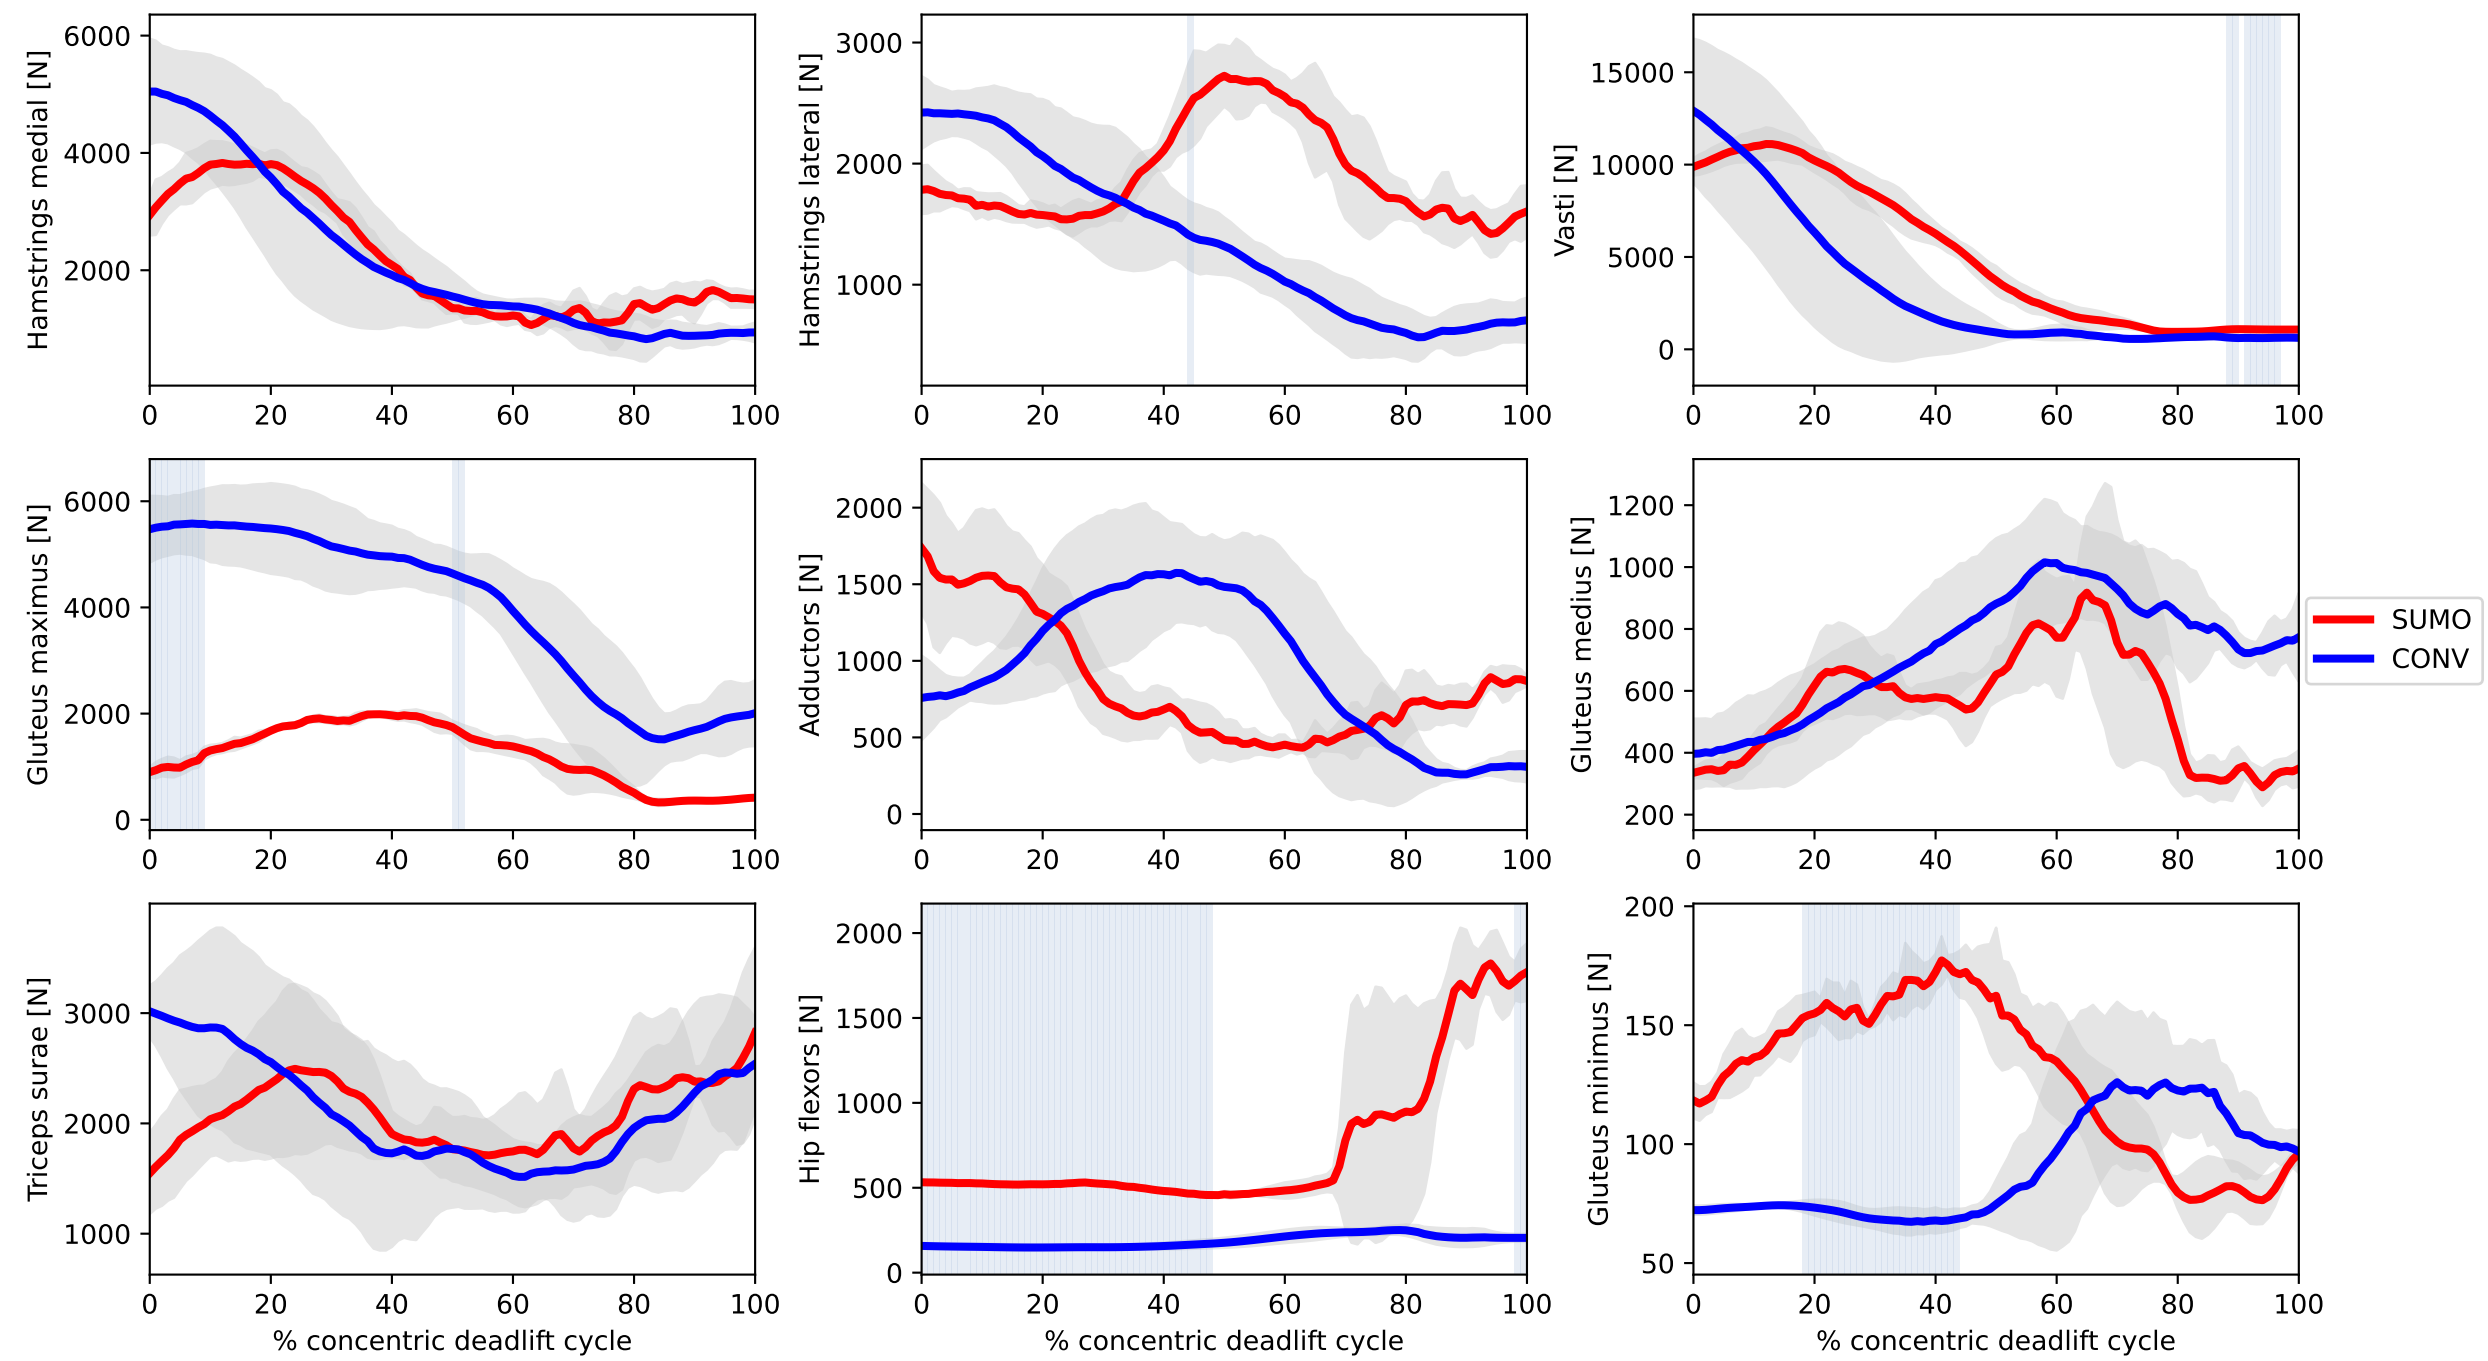 Hamstrings medial [N]
6000
4000
2000
0 20 40 60 80 100
Hamstrings lateral [N]
3000
2000
1000
0 20 40 60 80 100
Vasti [N]
15000
10000
5000
0
0 20 40 60 80 100
Gluteus maximus [N]
6000
4000
2000
0
0 20 40 60 80 100
Adductors [N]
2000
1500
1000
500
0
0 20 40 60 80 100
Gluteus medius [N]
1200
1000
800
600
400
200
0 20 40 60 80 100
SUMO
CONV
Triceps surae [N]
3000
2000
1000
0 20 40 60 80 100
% concentric deadlift cycle
Hip flexors [N]
2000
1500
1000
500
0
0 20 40 60 80 100
% concentric deadlift cycle
Gluteus minimus [N]
200
150
100
50
0 20 40 60 80 100
% concentric deadlift cycle